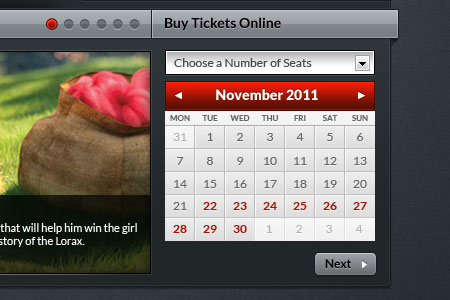 Buy Tickets Online
Choose a Number of Seats
November 2011
MON TUE WED THU FRI SAT SUN
31 1 2 3 4 5 6
7 8 9 10 11 12 13
14 15 16 17 18 19 20
21 22 23 24 25 26 27
28 29 30 1 2 3 4
that will help him win the girl
story of the Lorax.
Next